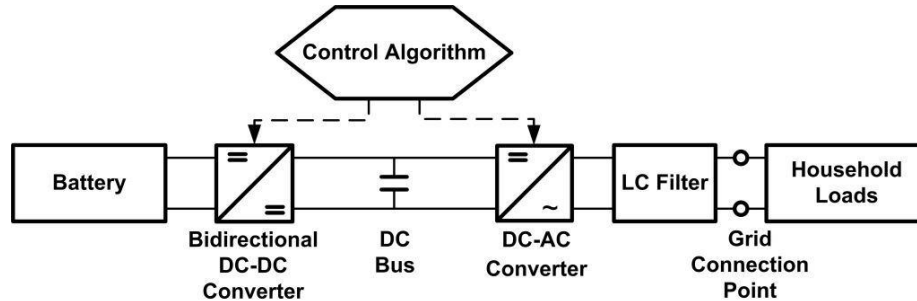 Control Algorithm
Battery
LC Filter
Household
Loads
~
Bidirectional
DC-DC
Converter
DC
Bus
DC-AC
Converter
Grid
Connection
Point